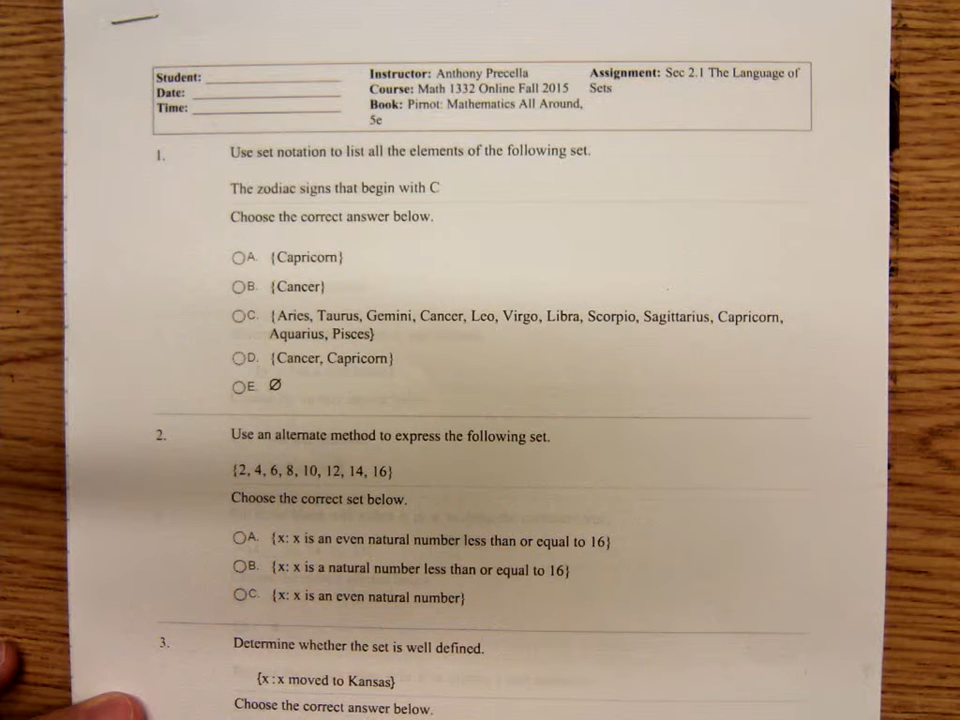 Student:
Date:
Time:
Instructor: Anthony Precella
Course: Math 1332 Online Fall 2015
Book: Pirnot: Mathematics All Around,
5e
Assignment: Sec 2.1 The Language of
Sets
1. Use set notation to list all the elements of the following set.
The zodiac signs that begin with C
Choose the correct answer below.
A. {Capricorn}
B. {Cancer}
C. {Aries, Taurus, Gemini, Cancer, Leo, Virgo, Libra, Scorpio, Sagittarius, Capricorn,
Aquarius, Pisces}
D. {Cancer, Capricorn}
E. Ø
2. Use an alternate method to express the following set.
{2, 4, 6, 8, 10, 12, 14, 16}
Choose the correct set below.
A. {x: x is an even natural number less than or equal to 16}
B. {x: x is a natural number less than or equal to 16}
C. {x: x is an even natural number}
3. Determine whether the set is well defined.
{x : x moved to Kansas}
Choose the correct answer below.